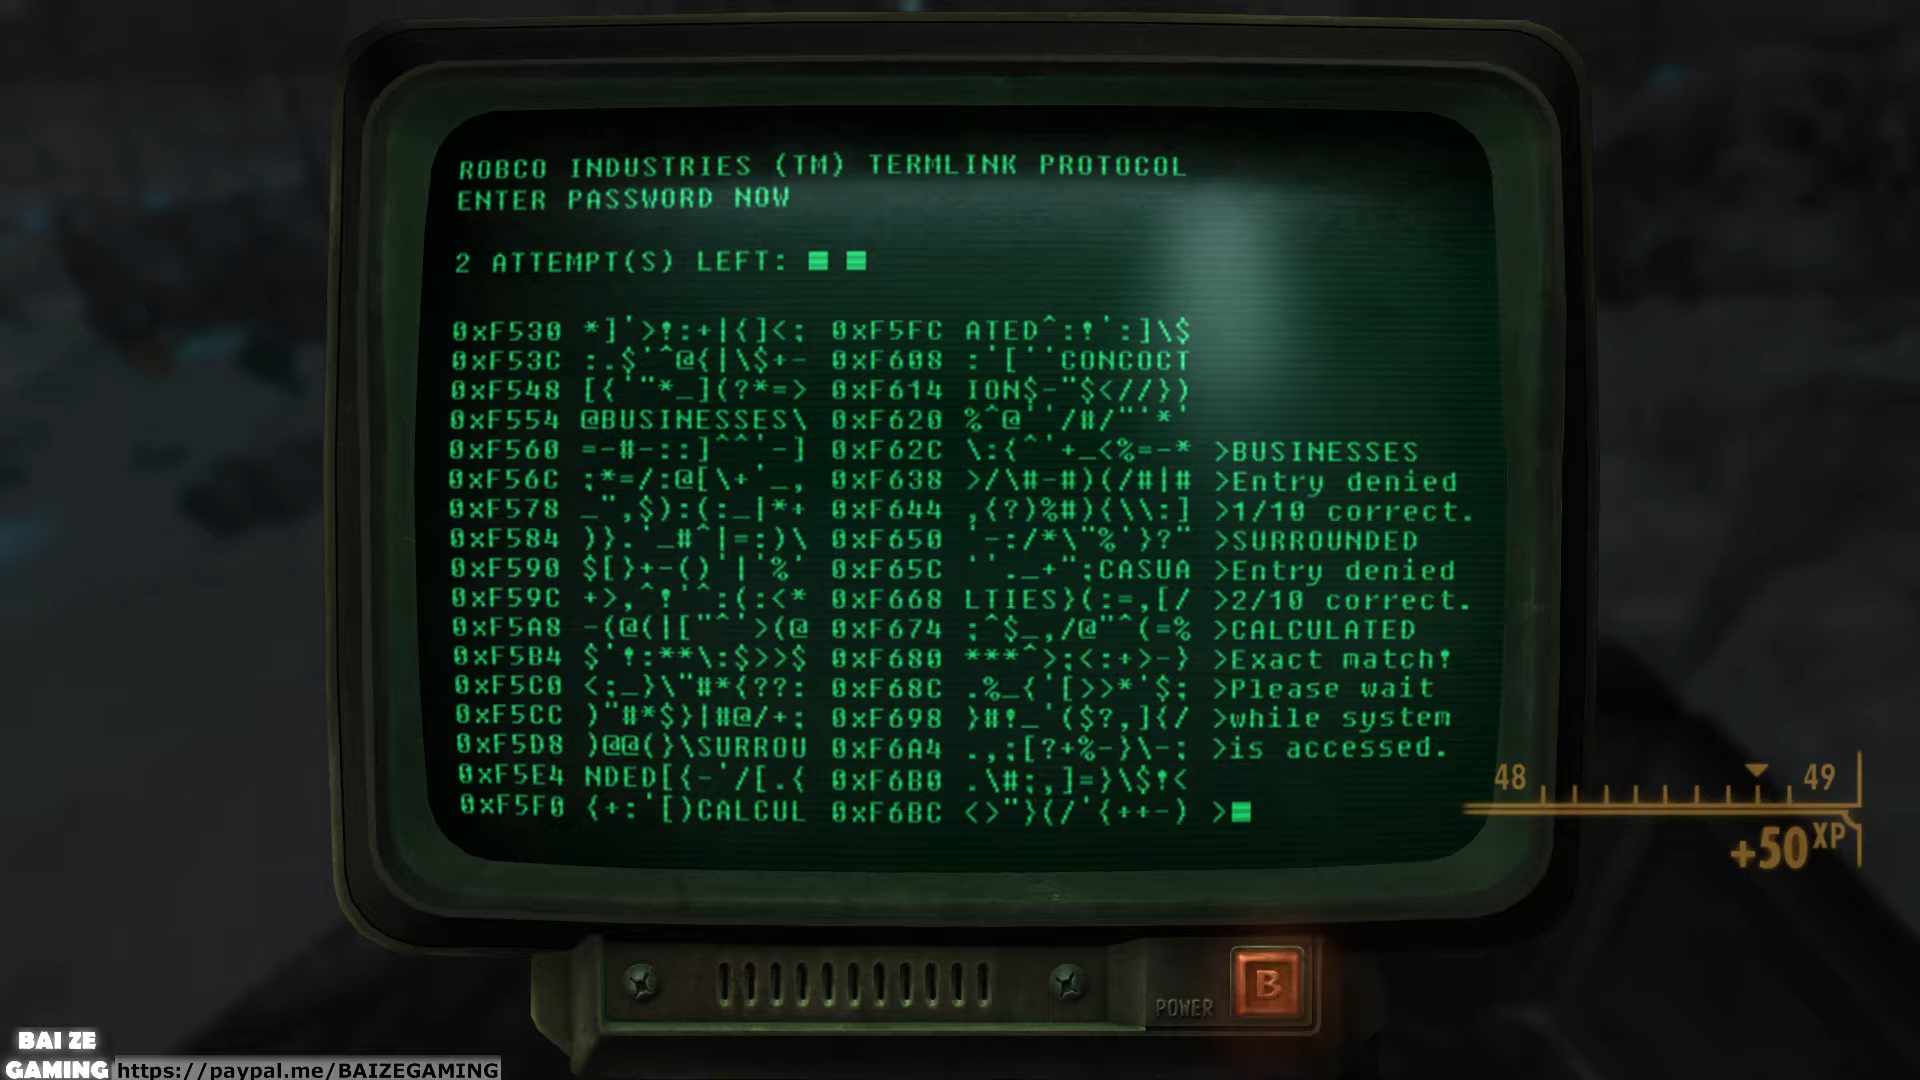 ROBCO INDUSTRIES (TM) TERMLINK PROTOCOL
ENTER PASSWORD NOW
2 ATTEMPT(S) LEFT: ■ ■
0xF530 *]'>!:+|{]<; 0xF5FC ATED^:!':]\$
0xF53C :.$'^@{|\$+- 0xF608 :'[''CONCOCT
0xF548 [{'"*_](?*=> 0xF614 ION$-"$<//})
0xF554 @BUSINESSES\ 0xF620 %^@''/#/"'*'
0xF560 =-#-::]^^'-] 0xF62C \:{^'+_<%=-* >BUSINESSES
0xF56C ;*=/:@[\+'_, 0xF638 >/\#-#)(/#|# >Entry denied
0xF578 _",$):(:_|*+ 0xF644 ,{?)%#){\\:] >1/10 correct.
0xF584 )}.'_#^|=:)\ 0xF650 '-:/*\"%'}?" >SURROUNDED
0xF590 $[}+-()'|'%' 0xF65C ''._+";CASUA >Entry denied
0xF59C +>,^!'^:(:<* 0xF668 LTIES}(:=,[/ >2/10 correct.
0xF5A8 -(@(|["^'>(@ 0xF674 ;^$_,/@"^(=% >CALCULATED
0xF5B4 $'!:**\:$>>$ 0xF680 ***^>;<:+>-} >Exact match!
0xF5C0 <;_}\"#*{??: 0xF68C .%_{'[>>*'$; >Please wait
0xF5CC )"#*$}|#@/+; 0xF698 }#!_'($?,]{/ >while system
0xF5D8 )@@(}\SURROU 0xF6A4 .,;[?+%-}\-; >is accessed.
0xF5E4 NDED[{-'/[.{ 0xF6B0 .\#;,]=}\$!<
0xF5F0 {+:'[)CALCUL 0xF6BC <>"}(/'{++-) >■
48 49
+50 XP
POWER B
BAI ZE
GAMING https://paypal.me/BAIZEGAMING